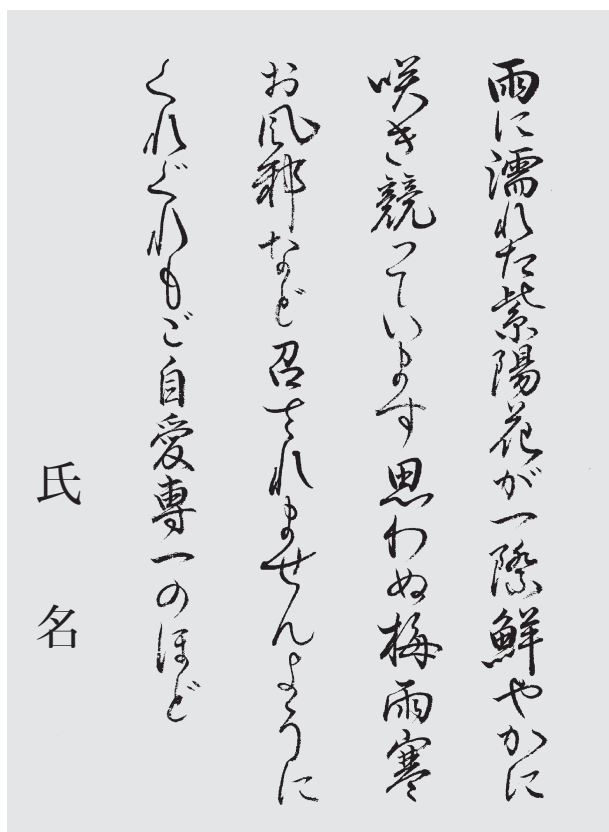 雨に濡れた紫陽花が一際鮮やかに
咲き競っています思わぬ梅雨寒
お風邪など召されませんように
くれぐれもご自愛専一のほど
氏名